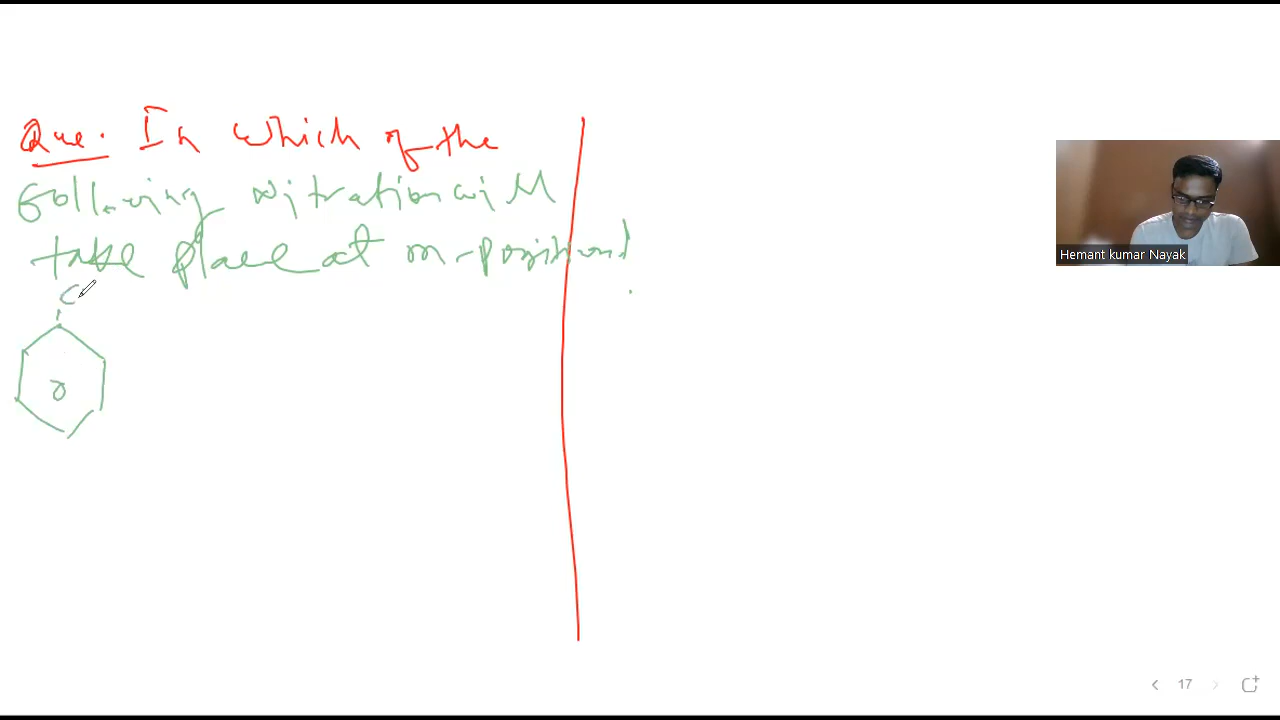 Que. In which of the
following nitration will
take place at m-position?
C
Hemant kumar Nayak
17